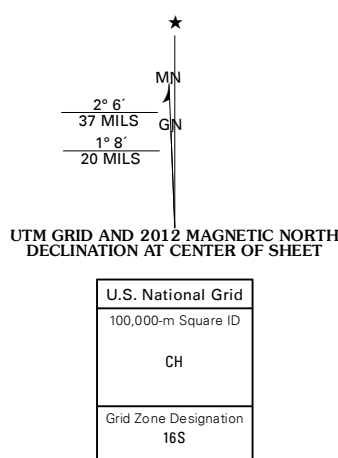 ★
MN
2° 6´
37 MILS
GN
1° 8´
20 MILS
UTM GRID AND 2012 MAGNETIC NORTH
DECLINATION AT CENTER OF SHEET
U.S. National Grid
100,000-m Square ID
CH
Grid Zone Designation
16S